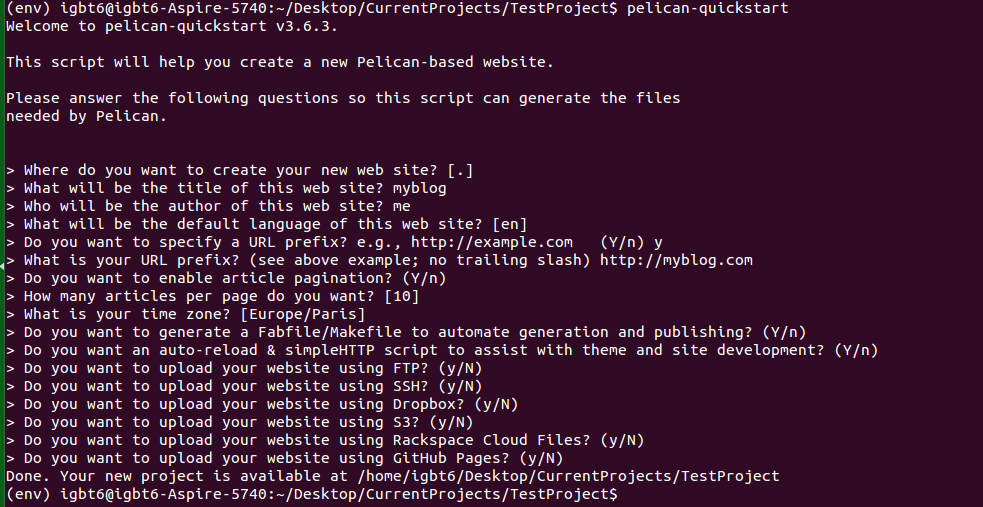 (env) igbt6@igbt6-Aspire-5740:~/Desktop/CurrentProjects/TestProject$ pelican-quickstart
Welcome to pelican-quickstart v3.6.3.
This script will help you create a new Pelican-based website.
Please answer the following questions so this script can generate the files
needed by Pelican.
> Where do you want to create your new web site? [.]
> What will be the title of this web site? myblog
> Who will be the author of this web site? me
> What will be the default language of this web site? [en]
> Do you want to specify a URL prefix? e.g., http://example.com   (Y/n) y
> What is your URL prefix? (see above example; no trailing slash) http://myblog.com
> Do you want to enable article pagination? (Y/n)
> How many articles per page do you want? [10]
> What is your time zone? [Europe/Paris]
> Do you want to generate a Fabfile/Makefile to automate generation and publishing? (Y/n)
> Do you want an auto-reload & simpleHTTP script to assist with theme and site development? (Y/n)
> Do you want to upload your website using FTP? (y/N)
> Do you want to upload your website using SSH? (y/N)
> Do you want to upload your website using Dropbox? (y/N)
> Do you want to upload your website using S3? (y/N)
> Do you want to upload your website using Rackspace Cloud Files? (y/N)
> Do you want to upload your website using GitHub Pages? (y/N)
Done. Your new project is available at /home/igbt6/Desktop/CurrentProjects/TestProject
(env) igbt6@igbt6-Aspire-5740:~/Desktop/CurrentProjects/TestProject$